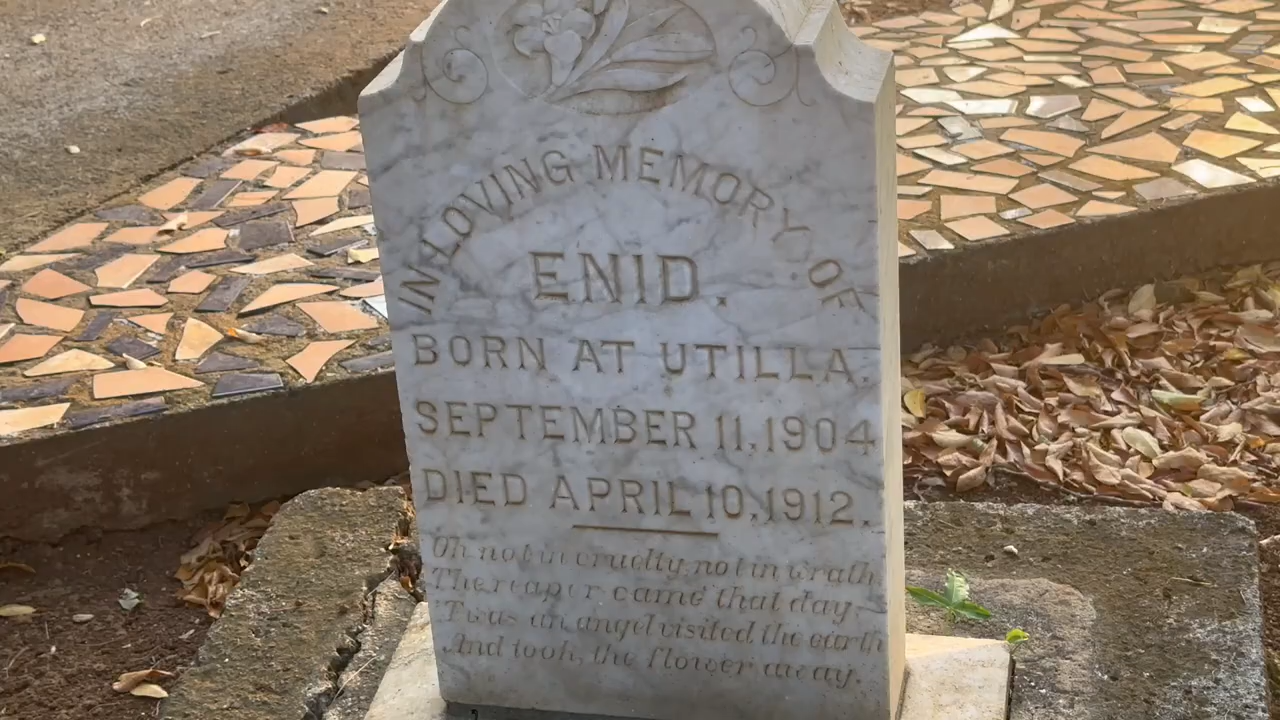 IN LOVING MEMORY OF
ENID.
BORN AT UTILLA,
SEPTEMBER 11, 1904
DIED APRIL 10, 1912.
Oh not in cruelty, not in wrath,
The reaper came that day,
'Twas an angel visited the earth
And took, the flower away.